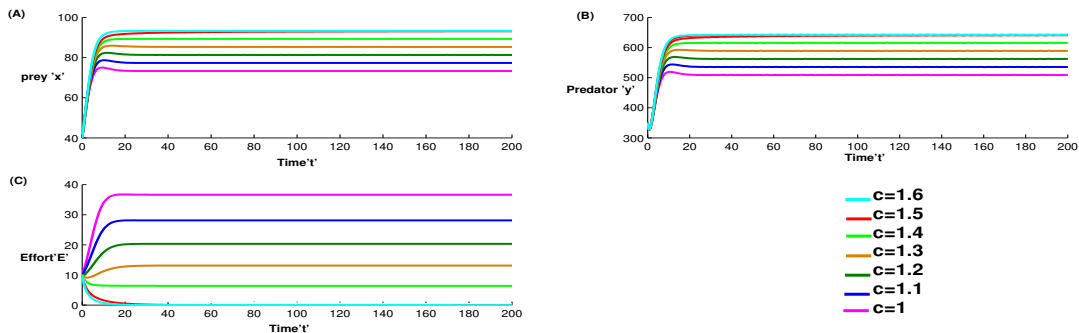 (A)
100
80
60
40
prey 'x'
0 20 40 60 80 100 120 140 160 180 200
Time't'
(B)
700
600
500
400
300
Predator 'y'
0 20 40 60 80 100 120 140 160 180 200
Time't'
(C)
40
30
20
10
0
Effort'E'
0 20 40 60 80 100 120 140 160 180 200
Time't'
c=1.6
c=1.5
c=1.4
c=1.3
c=1.2
c=1.1
c=1